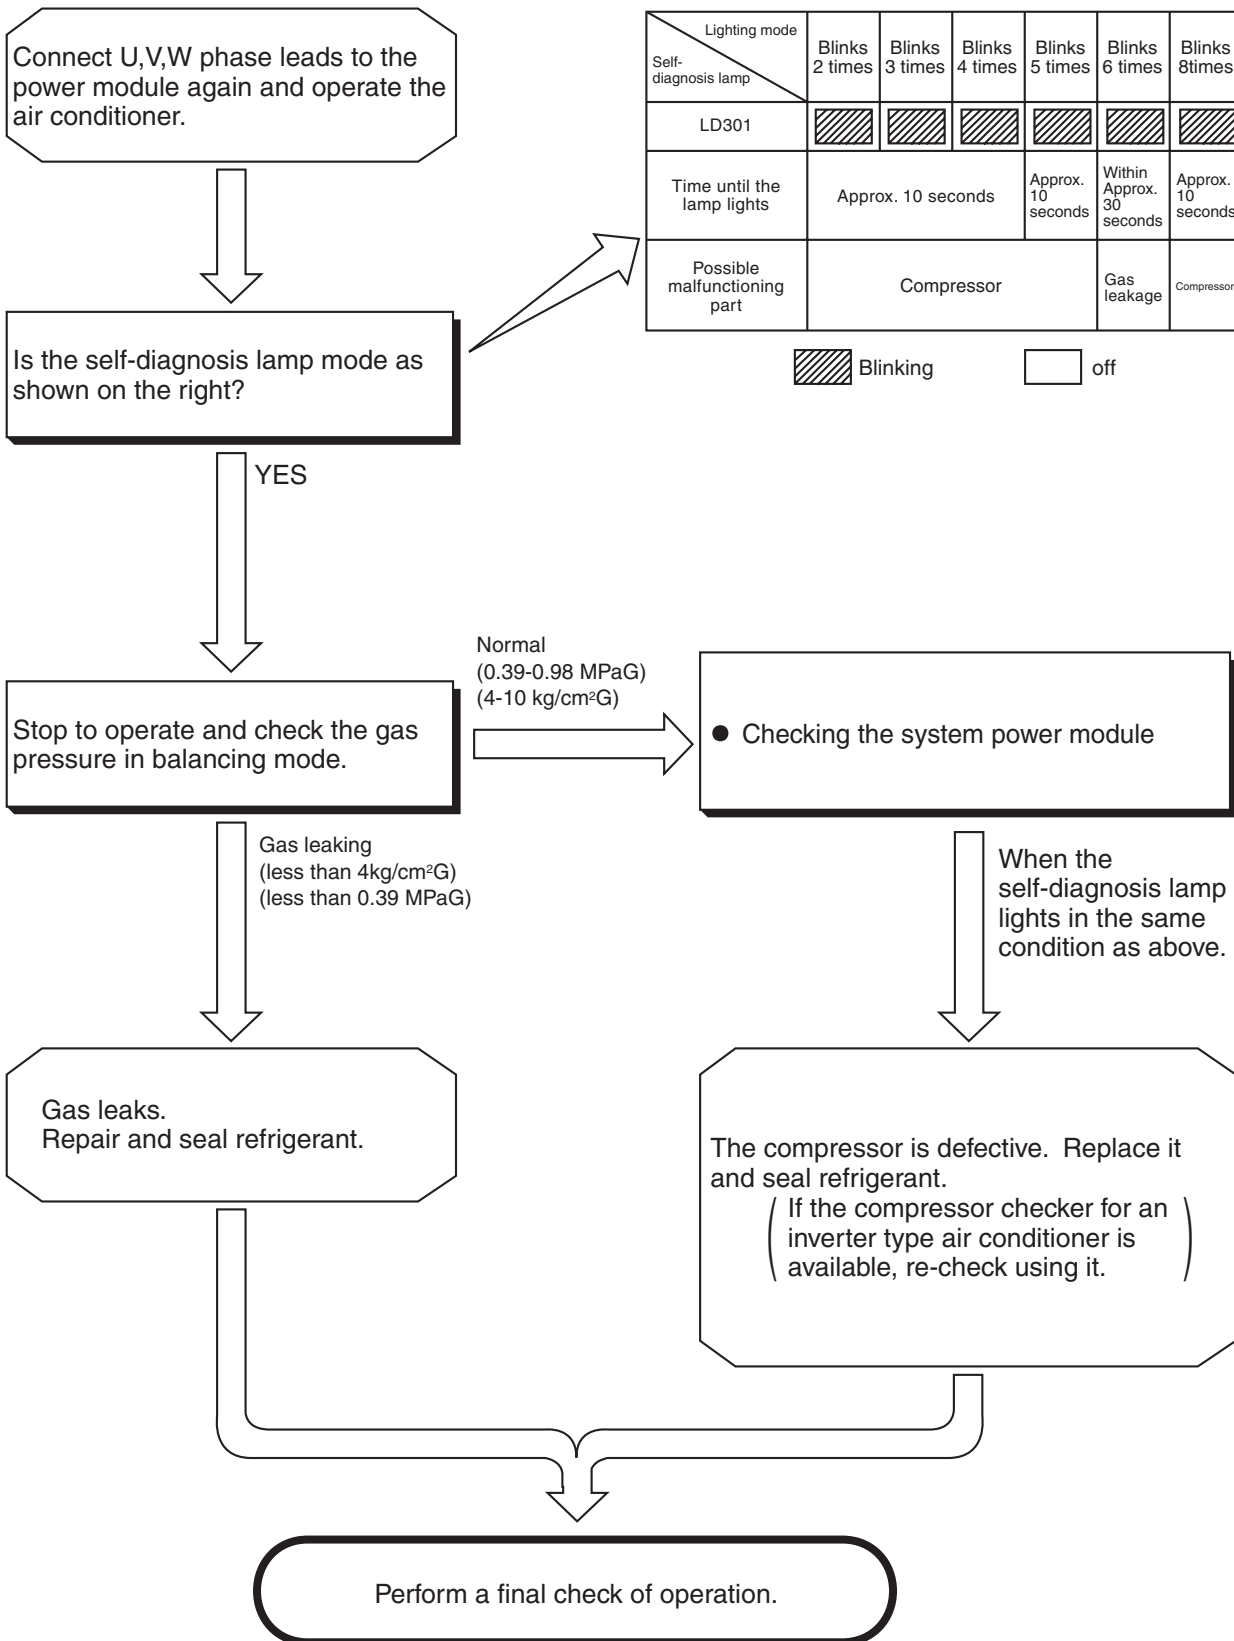 Connect U,V,W phase leads to the
power module again and operate the
air conditioner.
Lighting mode
Self-
diagnosis lamp
Blinks
2 times
Blinks
3 times
Blinks
4 times
Blinks
5 times
Blinks
6 times
Blinks
8times
LD301
Time until the
lamp lights
Approx. 10 seconds
Approx.
10
seconds
Within
Approx.
30
seconds
Approx.
10
seconds
Possible
malfunctioning
part
Compressor
Gas
leakage
Compressor
Blinking
off
Is the self-diagnosis lamp mode as
shown on the right?
YES
Normal
(0.39-0.98 MPaG)
(4-10 kg/cm²G)
Stop to operate and check the gas
pressure in balancing mode.
● Checking the system power module
Gas leaking
(less than 4kg/cm²G)
(less than 0.39 MPaG)
When the
self-diagnosis lamp
lights in the same
condition as above.
Gas leaks.
Repair and seal refrigerant.
The compressor is defective.  Replace it
and seal refrigerant.
( If the compressor checker for an
inverter type air conditioner is
available, re-check using it. )
Perform a final check of operation.